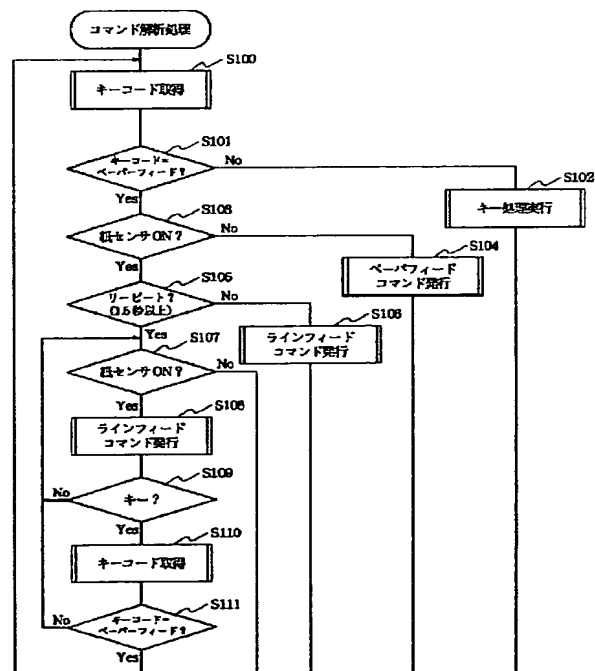 コマンド解析処理
S100
キーコード取得
S101
キーコード=
ペーパーフィード?
No
Yes
S102
キー処理実行
S103
紙センサON?
No
Yes
S104
ペーパフィード
コマンド発行
S105
リーピート?
(0.5秒以上)
No
Yes
S106
ラインフィード
コマンド発行
S107
紙センサON?
No
Yes
S108
ラインフィード
コマンド発行
S109
キー?
No
Yes
S110
キーコード取得
S111
キーコード=
ペーパーフィード?
No
Yes